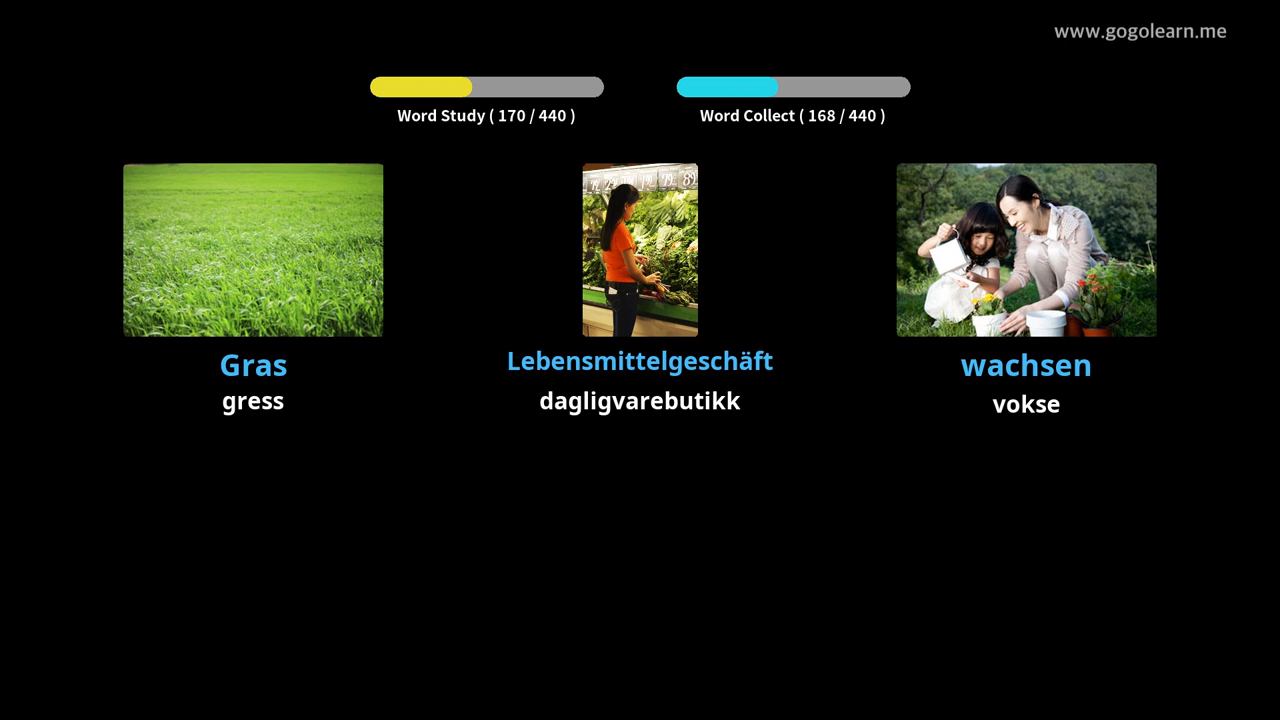 www.gogolearn.me
Word Study ( 170 / 440 )
Word Collect ( 168 / 440 )
Gras
Lebensmittelgeschäft
wachsen
gress
dagligvarebutikk
vokse